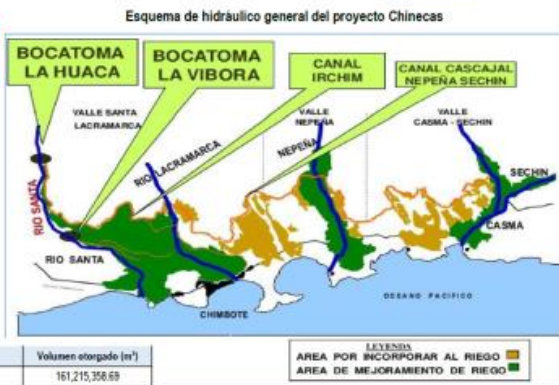 Esquema de hidráulico general del proyecto Chinecas
BOCATOMA
LA HUACA
BOCATOMA
LA VIBORA
CANAL
IRCHIM
CANAL CASCAJAL
NEPEÑA SECHIN
VALLE SANTA
LACRAMARCA
VALLE
NEPEÑA
VALLE
CASMA - SECHIN
RIO LACRAMARCA
NEPEÑA
SECHIN
RIO SANTA
CASMA
RIO SANTA
CHIMBOTE
OCEANO PACIFICO
LEYENDA
AREA POR INCORPORAR AL RIEGO
AREA DE MEJORAMIENTO DE RIEGO
Volumen otorgado (m³)
161,215,358.69